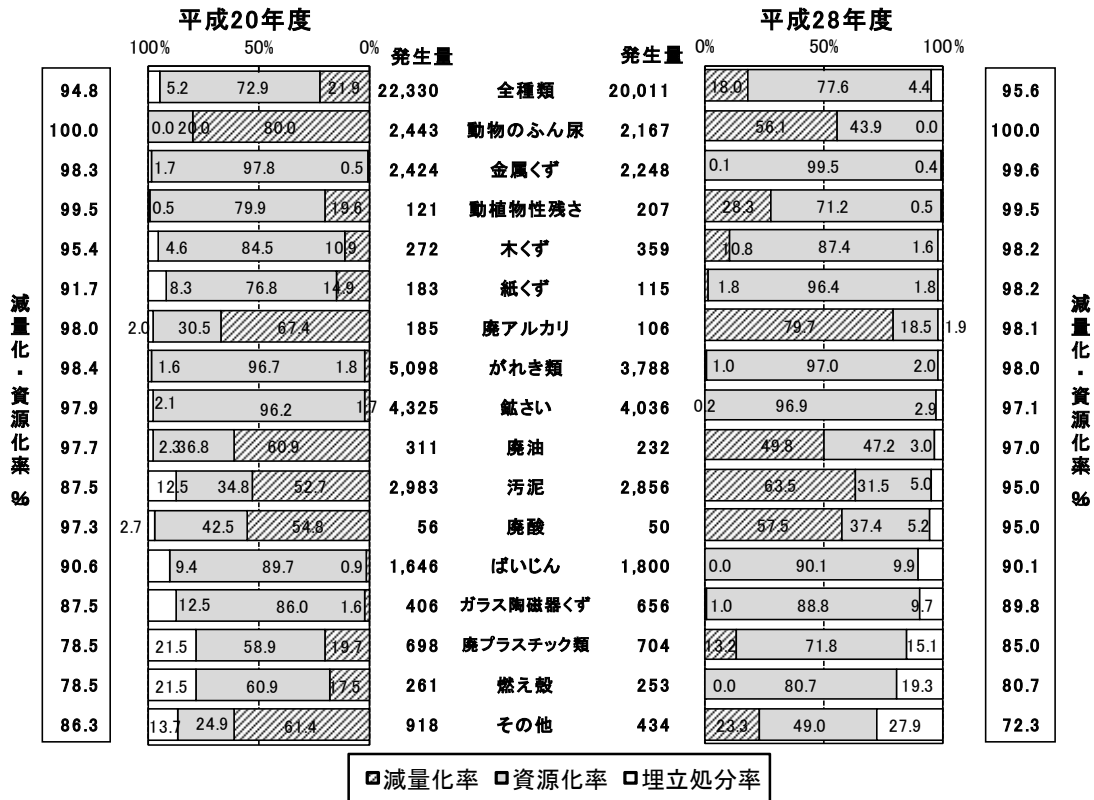 平成20年度 平成28年度
100% 50% 0% 発生量 発生量 0% 50% 100%
94.8 5.2 72.9 21.9 22,330 全種類 20,011 18.0 77.6 4.4 95.6
100.0 0.0 20.0 80.0 2,443 動物のふん尿 2,167 56.1 43.9 0.0 100.0
98.3 1.7 97.8 0.5 2,424 金属くず 2,248 0.1 99.5 0.4 99.6
99.5 0.5 79.9 19.6 121 動植物性残さ 207 28.3 71.2 0.5 99.5
95.4 4.6 84.5 10.9 272 木くず 359 10.8 87.4 1.6 98.2
91.7 8.3 76.8 14.9 183 紙くず 115 1.8 96.4 1.8 98.2
98.0 2.0 30.5 67.4 185 廃アルカリ 106 79.7 18.5 1.9 98.1
98.4 1.6 96.7 1.8 5,098 がれき類 3,788 1.0 97.0 2.0 98.0
97.9 2.1 96.2 1.7 4,325 鉱さい 4,036 0.2 96.9 2.9 97.1
97.7 2.3 36.8 60.9 311 廃油 232 49.8 47.2 3.0 97.0
87.5 12.5 34.8 52.7 2,983 汚泥 2,856 63.5 31.5 5.0 95.0
97.3 2.7 42.5 54.8 56 廃酸 50 57.5 37.4 5.2 95.0
90.6 9.4 89.7 0.9 1,646 ばいじん 1,800 0.0 90.1 9.9 90.1
87.5 12.5 86.0 1.6 406 ガラス陶磁器くず 656 1.0 88.8 9.7 89.8
78.5 21.5 58.9 19.7 698 廃プラスチック類 704 13.2 71.8 15.1 85.0
78.5 21.5 60.9 17.5 261 燃え殻 253 0.0 80.7 19.3 80.7
86.3 13.7 24.9 61.4 918 その他 434 23.3 49.0 27.9 72.3
減量化・資源化率 %
減量化・資源化率 %
減量化率 資源化率 埋立処分率